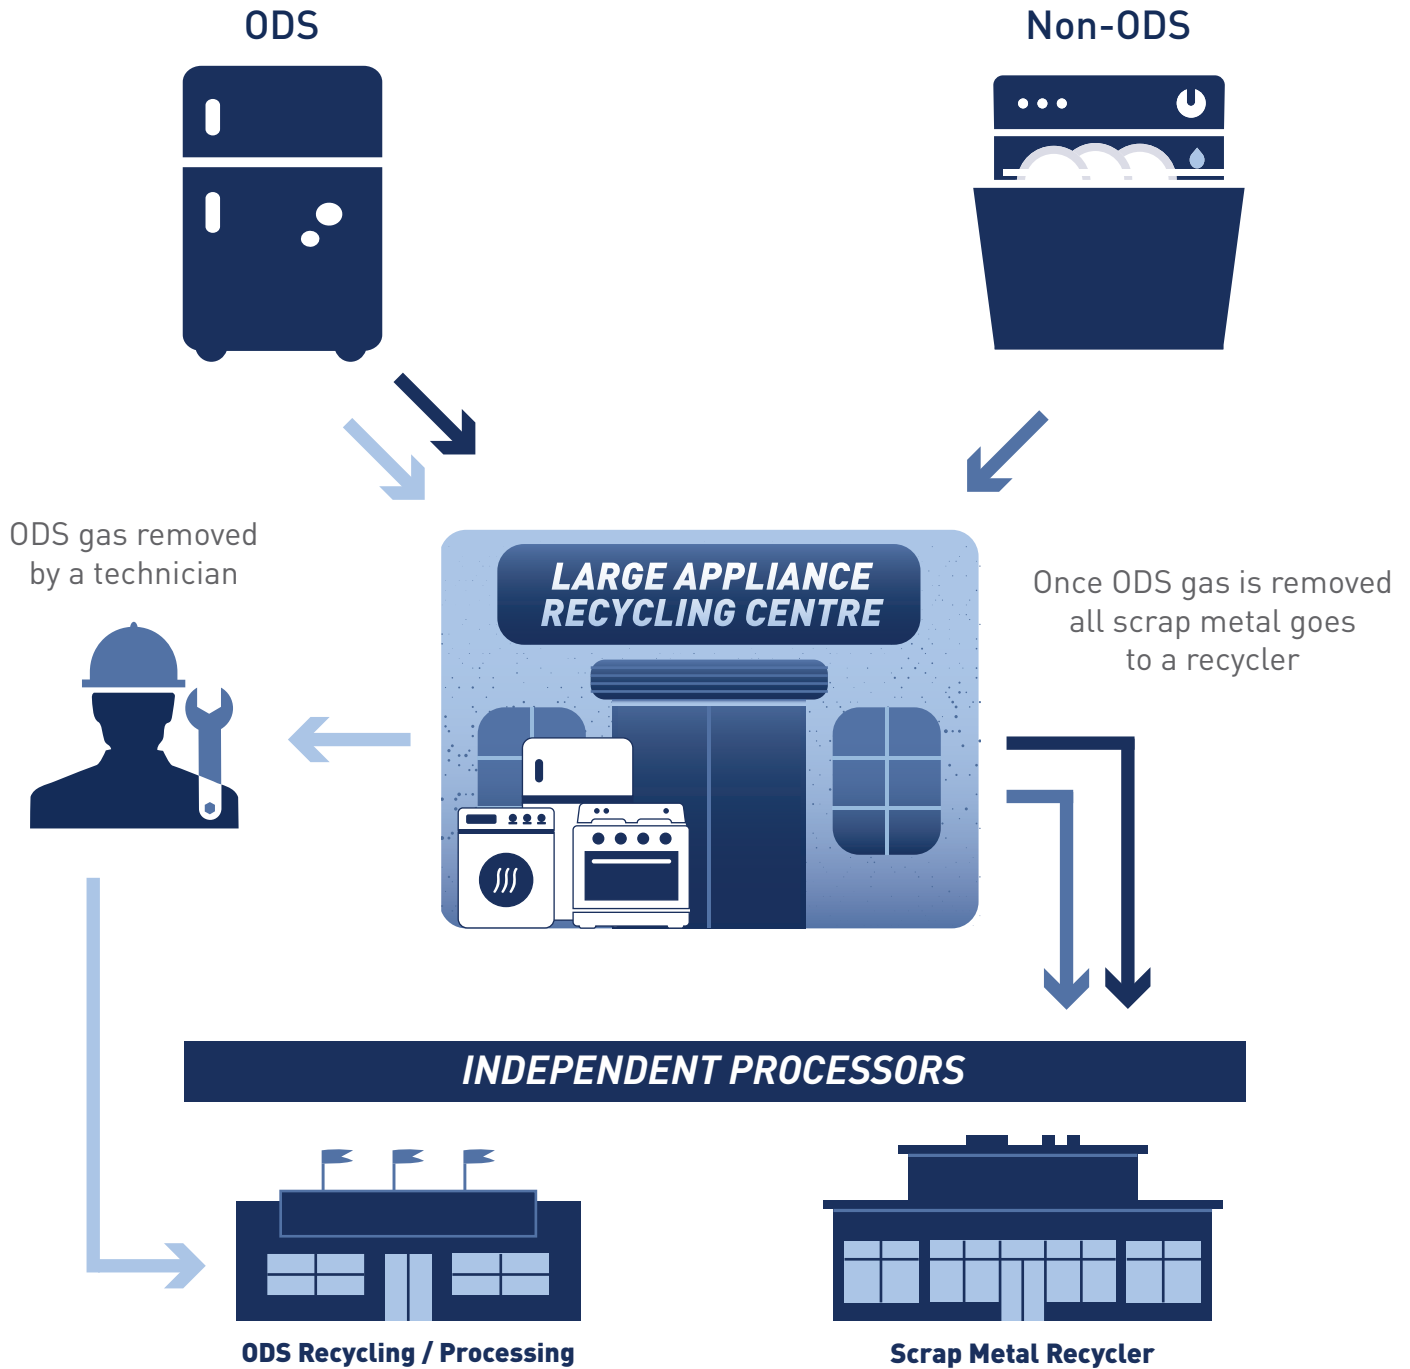 ODS
Non-ODS
ODS gas removed
by a technician
LARGE APPLIANCE
RECYCLING CENTRE
Once ODS gas is removed
all scrap metal goes
to a recycler
INDEPENDENT PROCESSORS
ODS Recycling / Processing
Scrap Metal Recycler